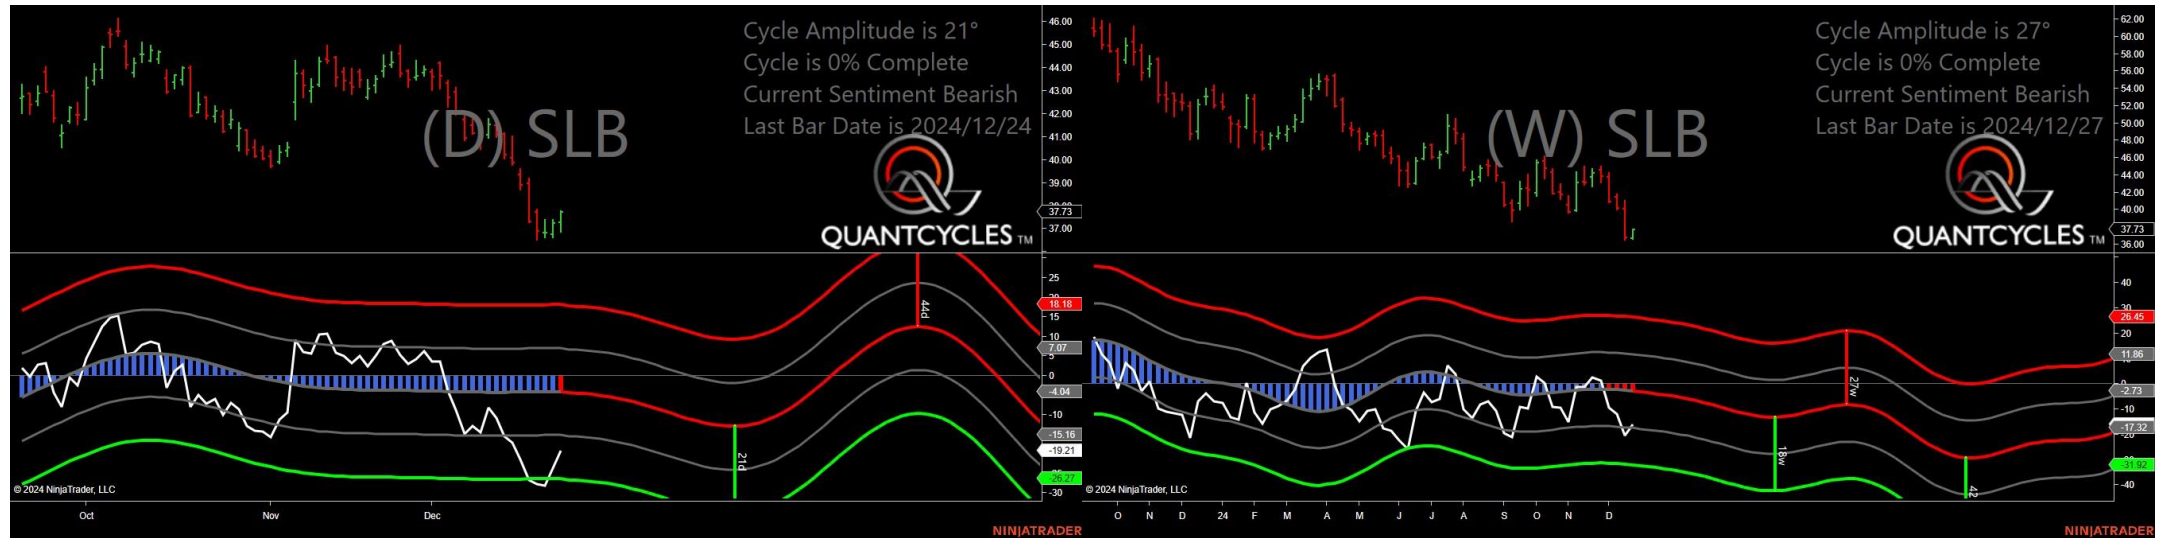 Cycle Amplitude is 21°
Cycle is 0% Complete
Current Sentiment Bearish
Last Bar Date is 2024/12/24
(D) SLB
QUANTCYCLES TM
46.00
45.00
44.00
43.00
42.00
41.00
40.00
39.00
37.73
37.00
44d
21d
25
18.18
15
7.07
5
0
-4.04
-10
-15.16
-19.21
-26.27
-30
© 2024 NinjaTrader, LLC
Oct
Nov
Dec
NINJATRADER
Cycle Amplitude is 27°
Cycle is 0% Complete
Current Sentiment Bearish
Last Bar Date is 2024/12/27
(W) SLB
QUANTCYCLES TM
62.00
60.00
58.00
56.00
54.00
52.00
50.00
48.00
46.00
44.00
42.00
40.00
37.73
36.00
27w
18w
42
40
30
26.45
20
11.86
-2.73
-10
-17.32
-31.92
-40
© 2024 NinjaTrader, LLC
O N D 24 F M A M J J A S O N D
NINJATRADER